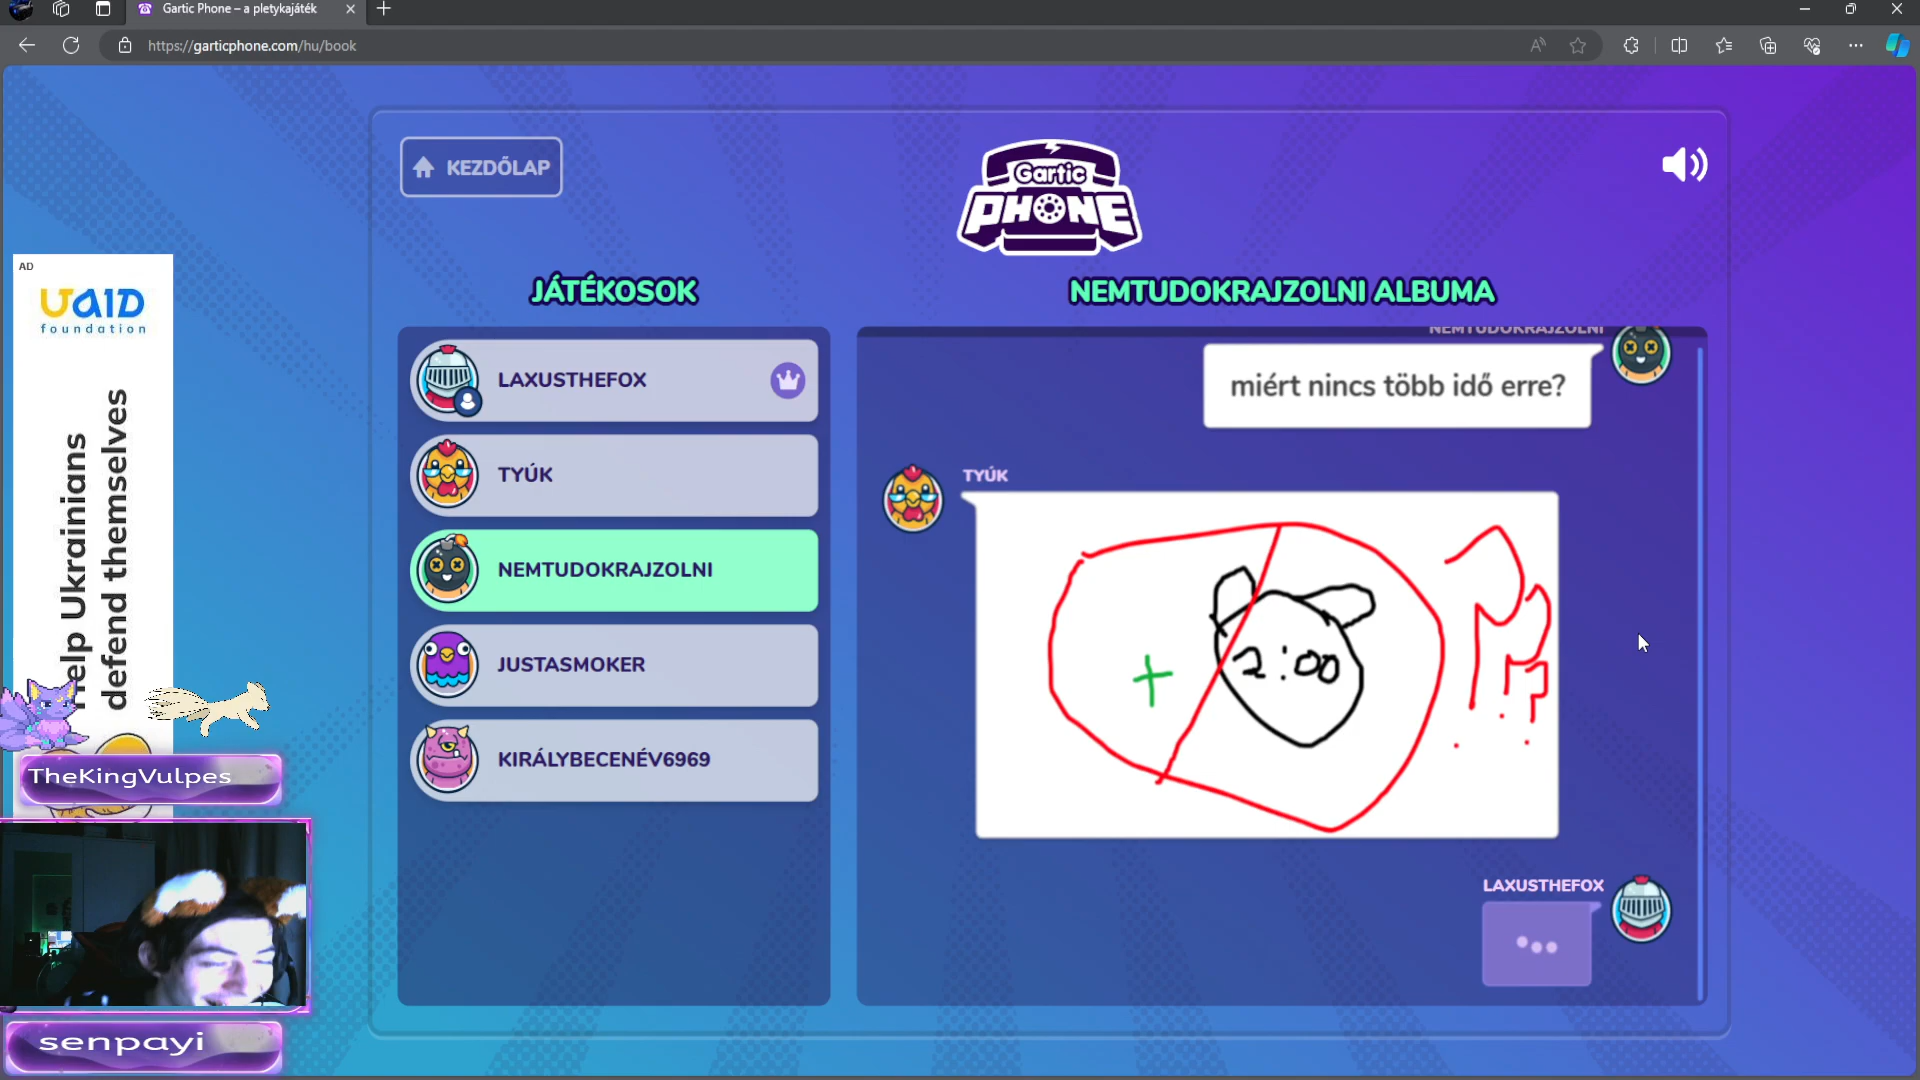 Gartic Phone – a pletykajáték
https://garticphone.com/hu/book
KEZDŐLAP
Gartic
PHONE
JÁTÉKOSOK
NEMTUDOKRAJZOLNI ALBUMA
AD
UAID
foundation
Help Ukrainians
defend themselves
LAXUSTHEFOX
TYÚK
NEMTUDOKRAJZOLNI
JUSTASMOKER
KIRÁLYBECENÉV6969
NEMTUDOKRAJZOLNI
miért nincs több idő erre?
TYÚK
+
2:00
???
LAXUSTHEFOX
TheKingVulpes
senpayi